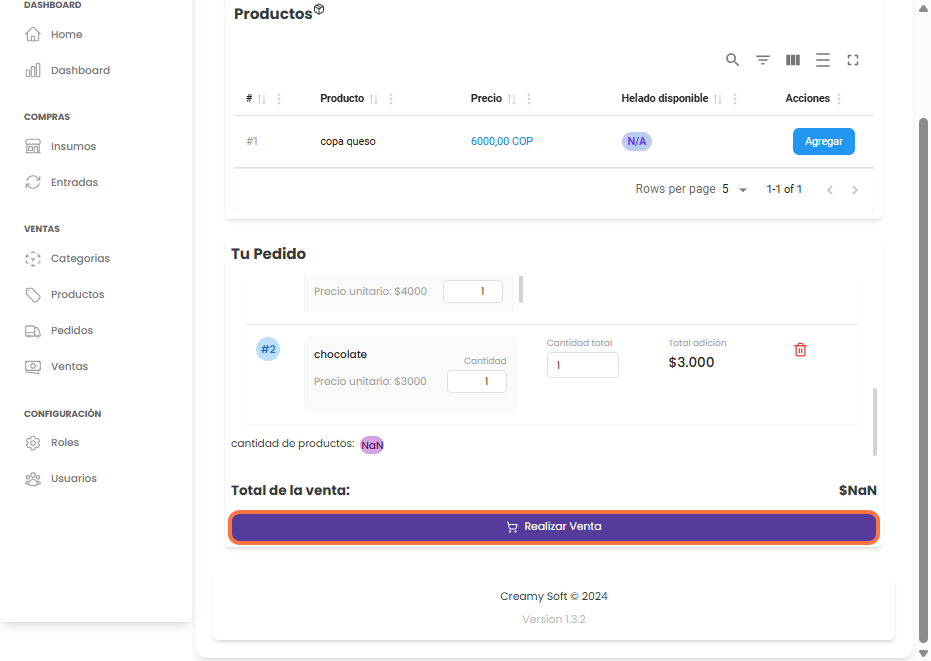 DASHBOARD
Home
Dashboard
COMPRAS
Insumos
Entradas
VENTAS
Categorias
Productos
Pedidos
Ventas
CONFIGURACIÓN
Roles
Usuarios
Productos
# Producto Precio Helado disponible Acciones
#1 copa queso 6000,00 COP N/A Agregar
Rows per page 5 1-1 of 1
Tu Pedido
Precio unitario: $4000 1
#2 chocolate
Cantidad
Precio unitario: $3000 1
Cantidad total
1
Total adición
$3.000
cantidad de productos: NaN
Total de la venta: $NaN
Realizar Venta
Creamy Soft © 2024
Version 1.3.2